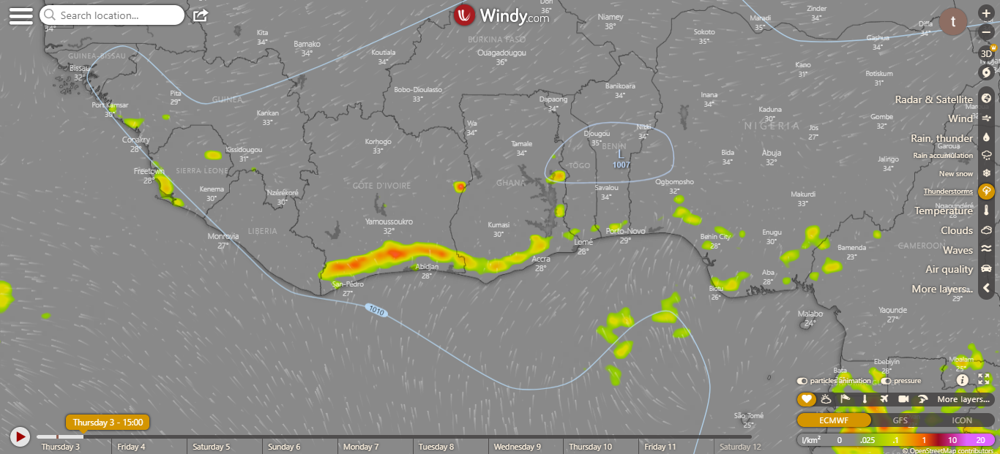 Search location...
Windy.com
t
Don
36°
34°
Kita
34°
Bamako
34°
Koutiala
34°
BURKINA FASO
Ouagadougou
36°
Niamey
38°
Sokoto
35°
Maradi
35°
Zinder
34°
Diffa
34°
Gashua
34°
3D
GUINEA-BISSAU
Bissau
32°
Pita
29°
GUINEA
Bobo-Dioulasso
33°
Dapaong
34°
Banikoara
34°
Kano
31°
Potiskum
31°
Inana
34°
Port Kamsar
30°
Kankan
33°
Wa
34°
Kaduna
30°
Gombe
32°
Radar & Satellite
Wind
Rain, thunder
Rain accumulation
New snow
Thunderstorms
Temperature
Clouds
Waves
Air quality
More layers...
Conakry
28°
Kissidougou
31°
Korhogo
33°
Tamale
34°
Djougou
35°
Nikki
34°
BENIN
L
1007
NIGERIA
Jos
27°
Garoua
Bida
34°
Abuja
32°
Jalingo
34°
Freetown
28°
SIERRA LEONE
Kenema
30°
Nzérékoré
30°
CÔTE D'IVOIRE
GHANA
TOGO
Savalou
34°
Ogbomosho
32°
Makurdi
33°
Ngaoundéré
28°
Monrovia
27°
LIBERIA
Yamoussoukro
32°
Kumasi
30°
Lomé
28°
Porto-Novo
29°
Benin City
28°
Enugu
30°
Bamenda
23°
CAMEROON
Abidjan
28°
Accra
28°
San-Pédro
27°
Aba
28°
26°
29°
1010
Malabo
24°
Yaounde
27°
Ebebiyin
28°
Bata
Mbalam
25°
São Tomé
25°
particles animation
pressure
i
More layers...
ECMWF
GFS
ICON
l/km² 0 .025 .1 1 10 20
© OpenStreetMap contributors
Thursday 3 - 15:00
Thursday 3
Friday 4
Saturday 5
Sunday 6
Monday 7
Tuesday 8
Wednesday 9
Thursday 10
Friday 11
Saturday 12